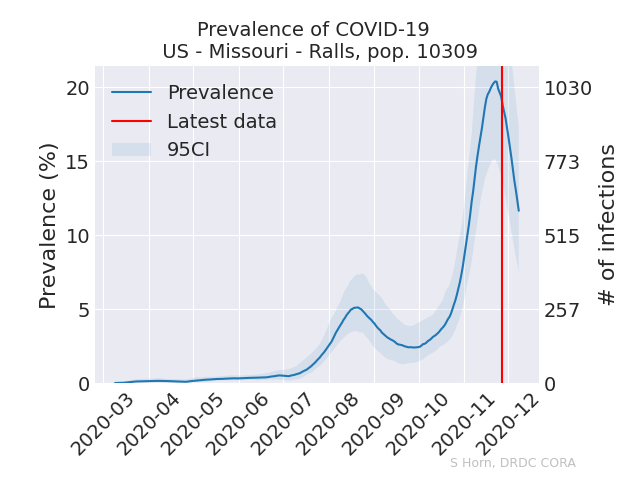 Prevalence of COVID-19
US - Missouri - Ralls, pop. 10309
Prevalence
Latest data
95CI
Prevalence (%)
20
15
10
5
0
# of infections
1030
773
515
257
0
2020-03
2020-04
2020-05
2020-06
2020-07
2020-08
2020-09
2020-10
2020-11
2020-12
S Horn, DRDC CORA